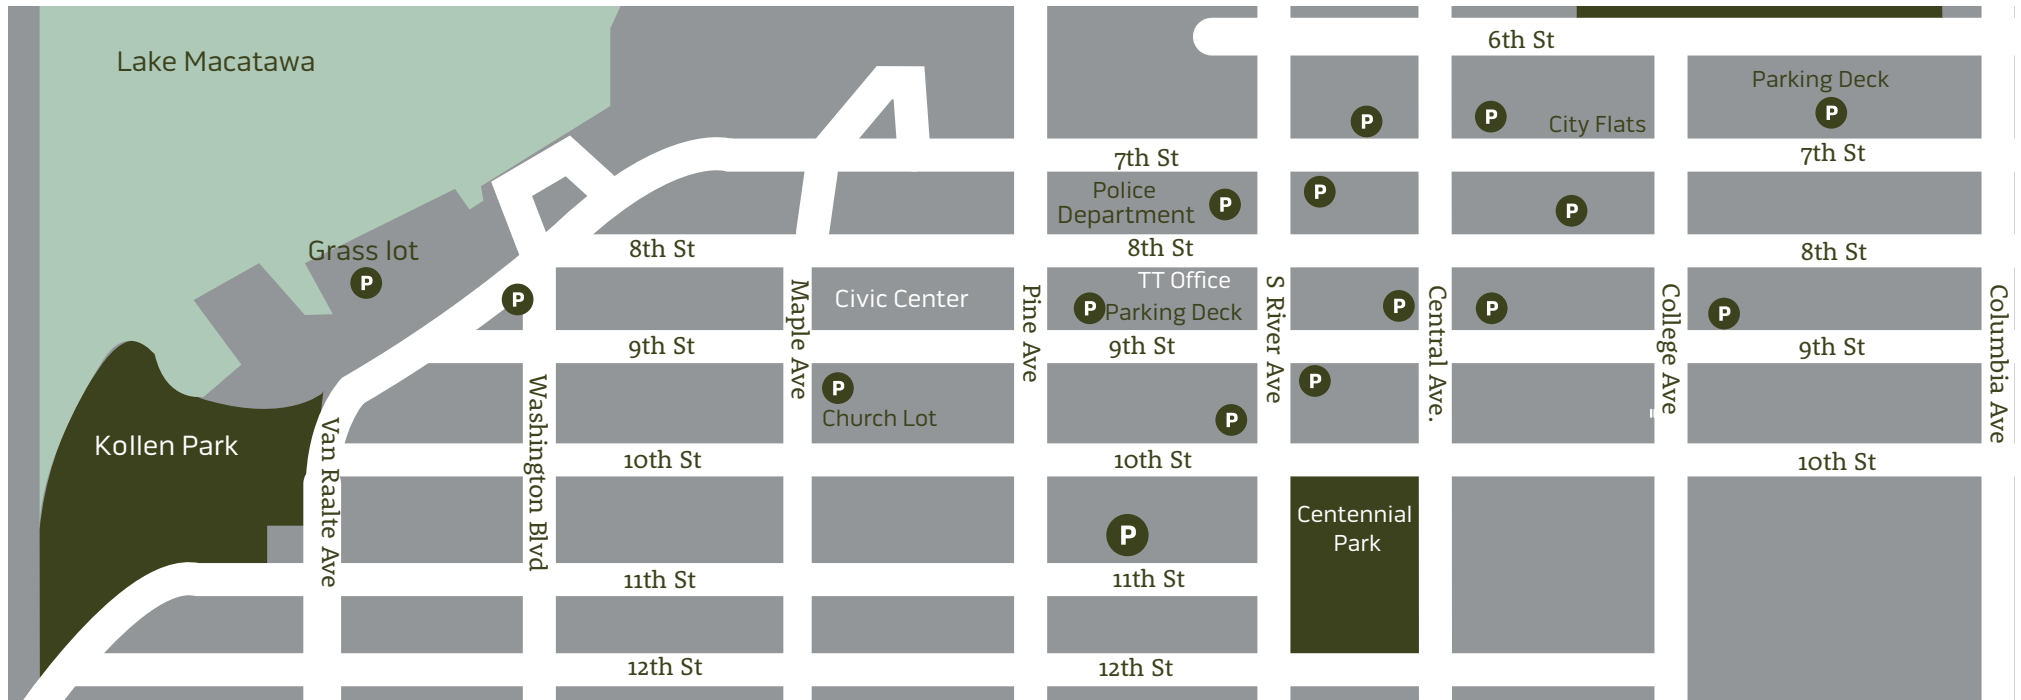 6th St
Lake Macatawa
Parking Deck
P
P
P
P
City Flats
7th St
7th St
Police
Department
P
P
P
Grass lot
8th St
8th St
8th St
P
P
Civic Center
TT Office
P
Parking Deck
P
P
P
Maple Ave
Pine Ave
S River Ave
Central Ave.
College Ave
Columbia Ave
9th St
9th St
9th St
P
Church Lot
P
P
Kollen Park
Van Raalte Ave
Washington Blvd
10th St
10th St
10th St
P
Centennial
Park
11th St
11th St
12th St
12th St